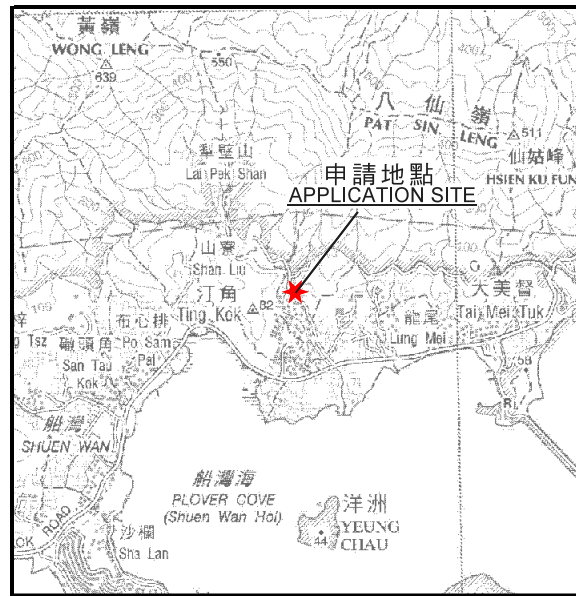 黃嶺
WONG LENG
639
550
400
八仙嶺
PAT SIN LENG
511
仙姑峰
HSIEN KU FUNG
犁壁山
Lai Pek Shan
申請地點
APPLICATION SITE
山寮
Shan Liu
汀角
Ting Kok
82
大美督
Tai Mei Tuk
龍尾
Lung Mei
布心排
Po Sam
Pai
g Tsz
San Tau
Kok
58
船灣
SHUEN WAN
船灣海
PLOVER COVE
(Shuen Wan Hoi)
洋洲
YEUNG
CHAU
44
ROAD
沙欄
Sha Lan